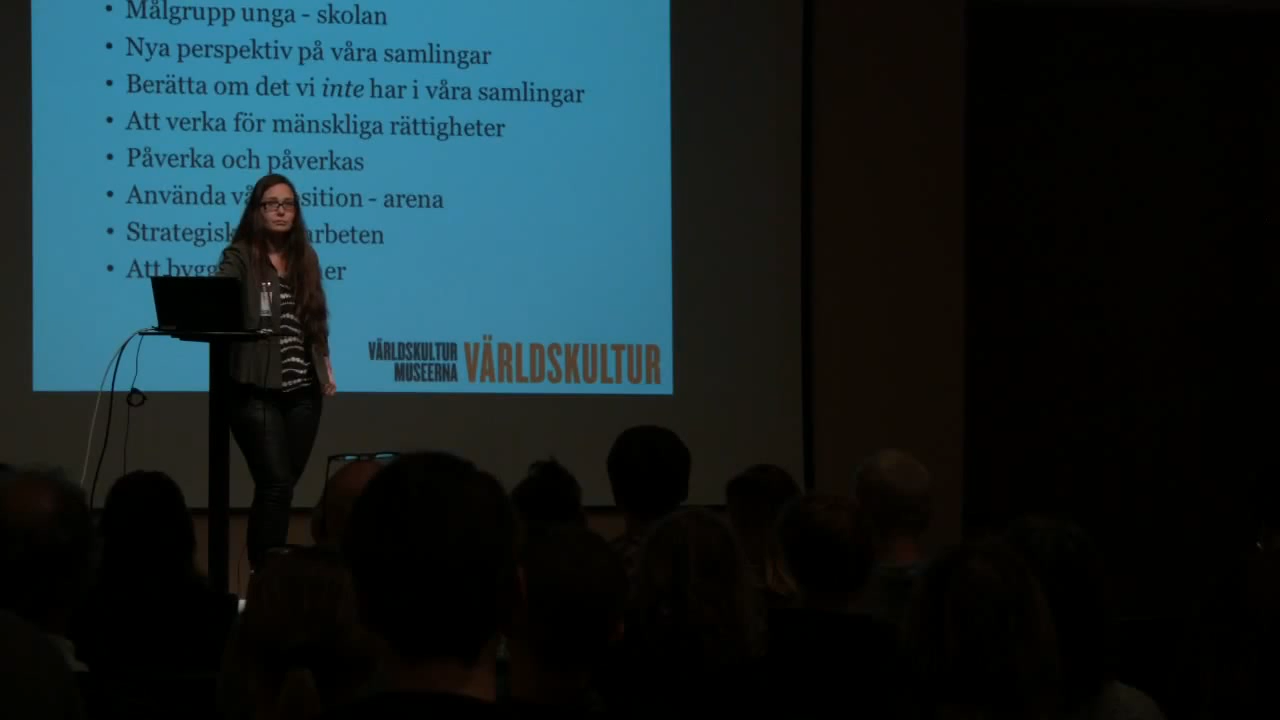 • Målgrupp unga - skolan
• Nya perspektiv på våra samlingar
• Berätta om det vi inte har i våra samlingar
• Att verka för mänskliga rättigheter
• Påverka och påverkas
• Använda - arena
• Att
VÄRLDSKULTUR
MUSEERNA
VÄRLDSKULTUR